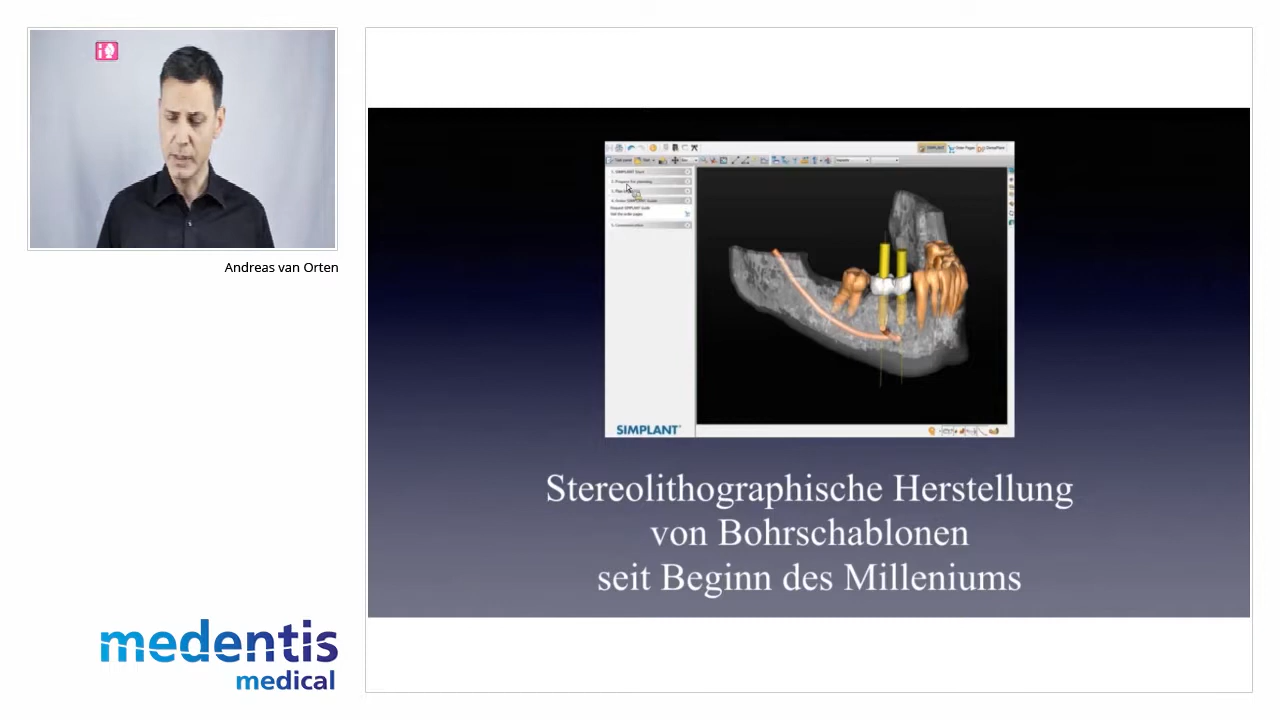 Andreas van Orten
SIMPLANT
Stereolithographische Herstellung
von Bohrschablonen
seit Beginn des Milleniums
medentis
medical